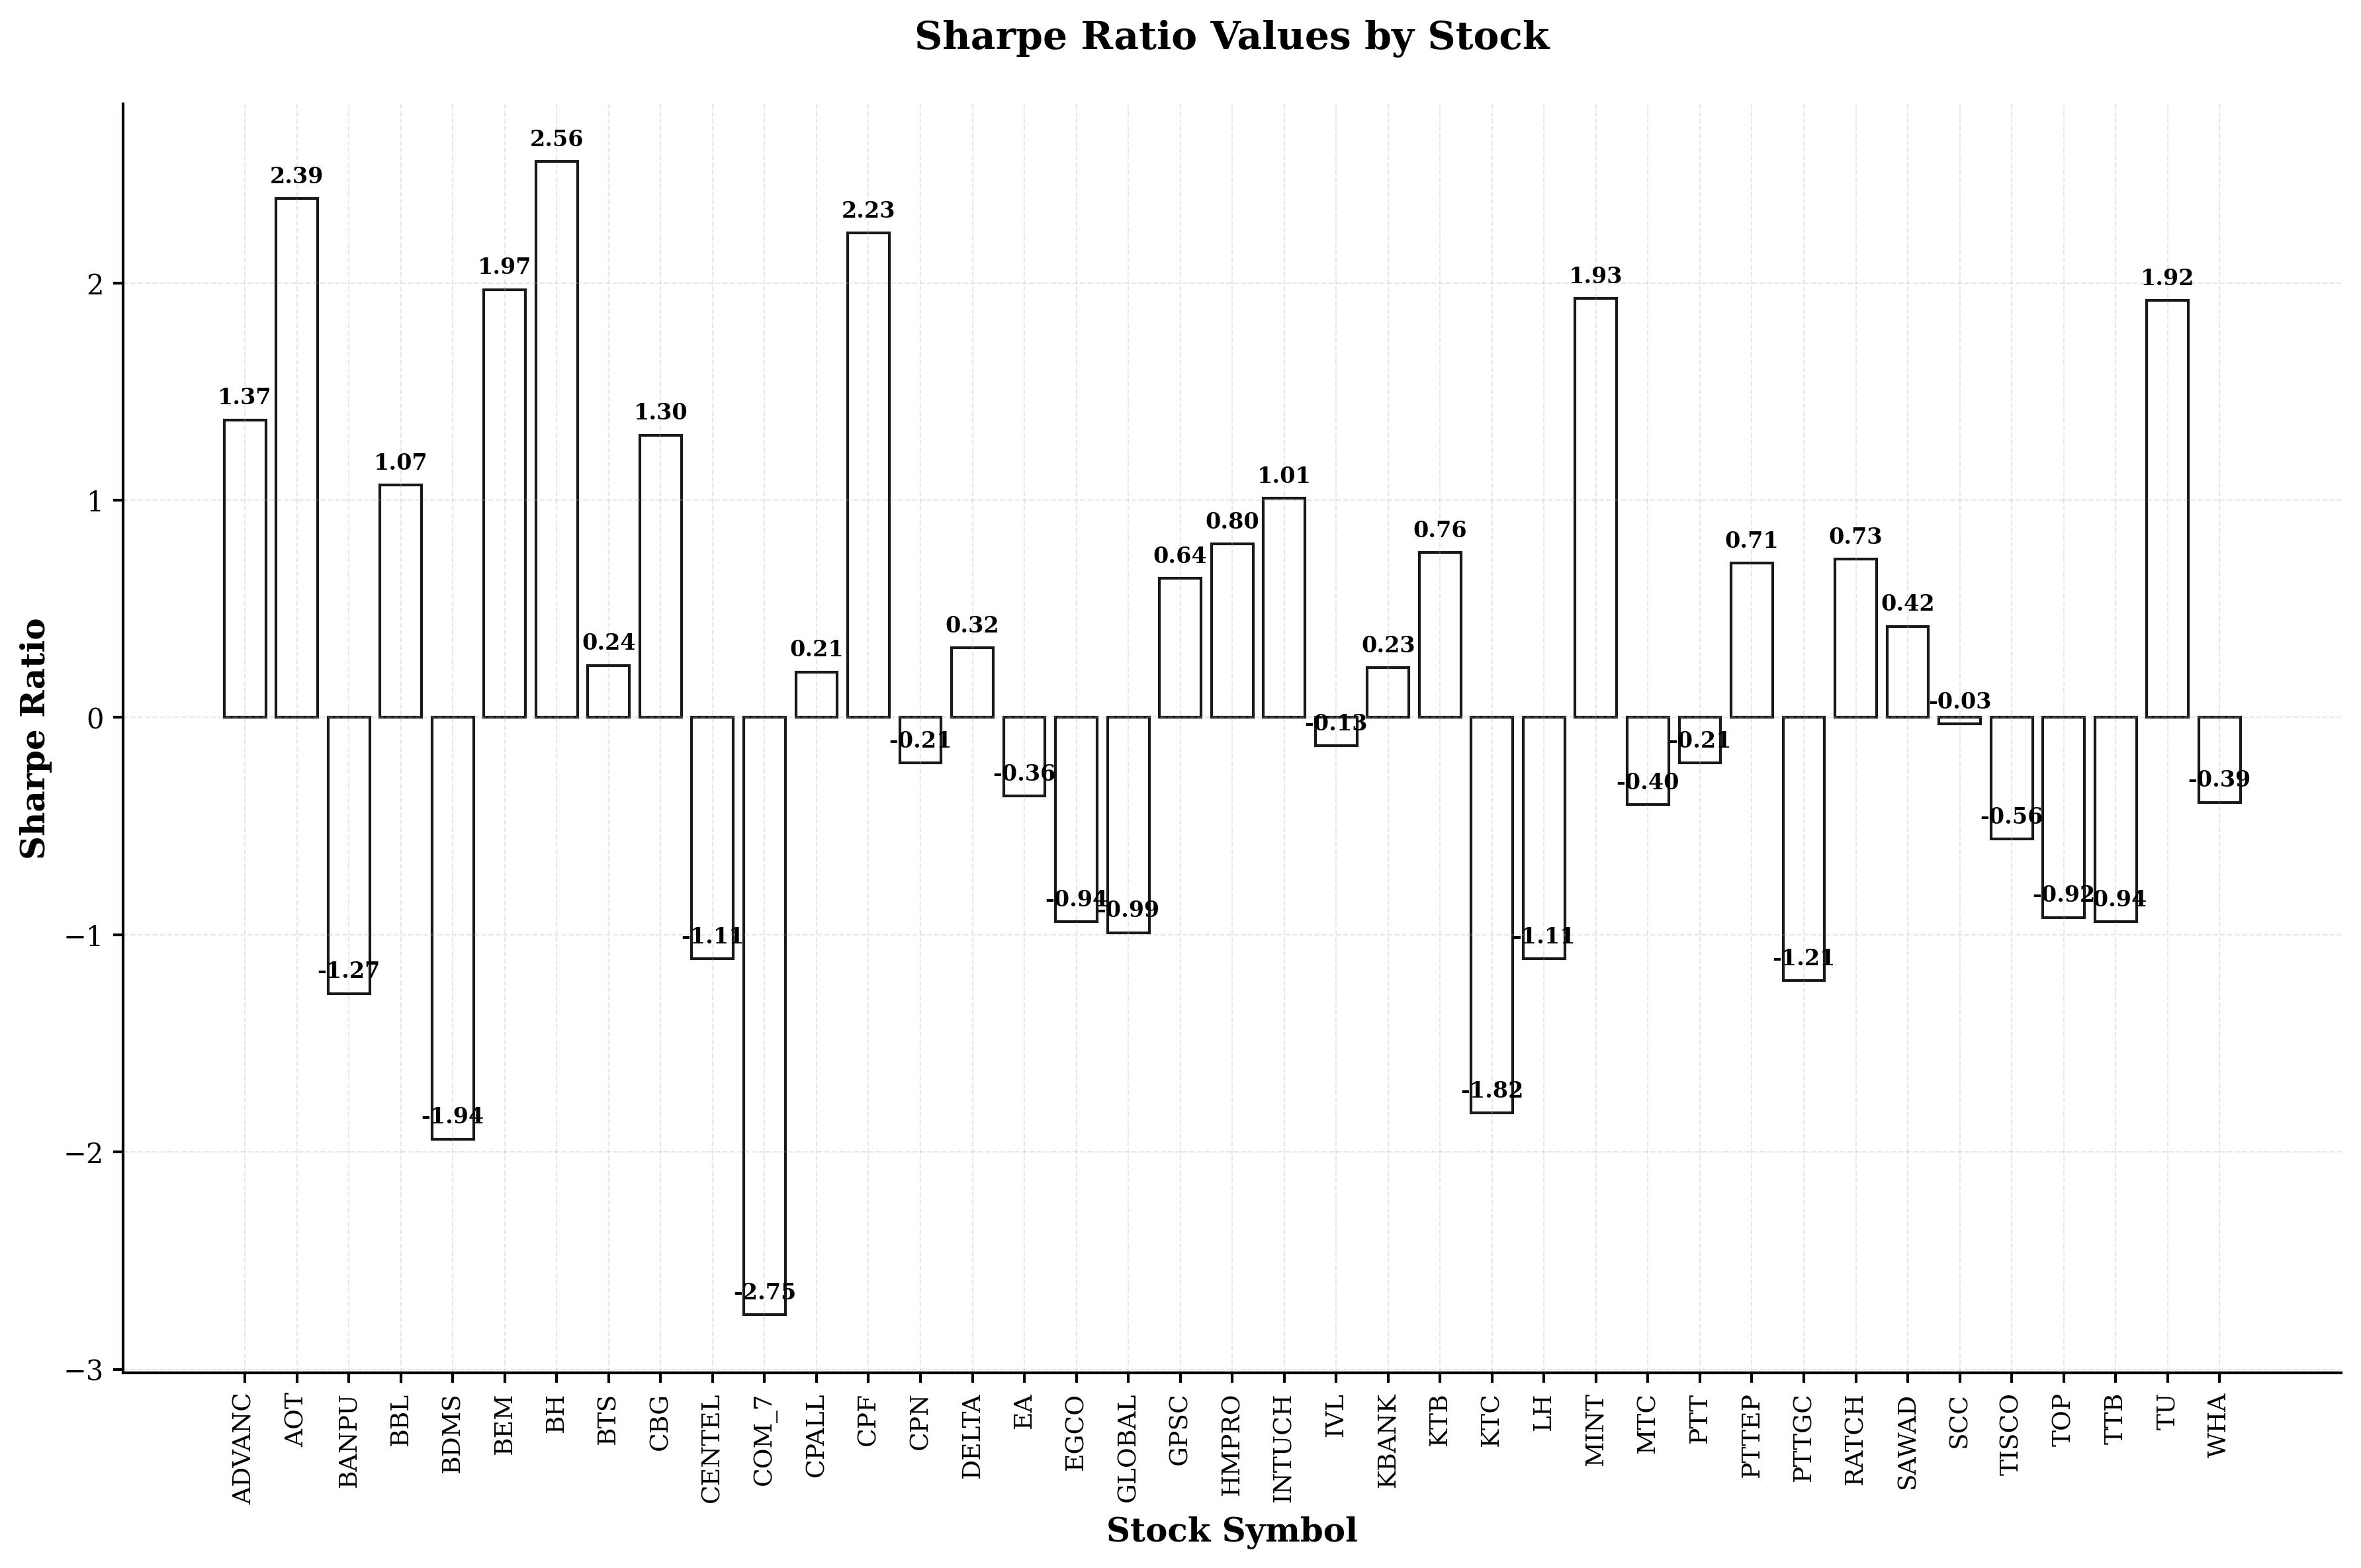 Sharpe Ratio Values by Stock
Sharpe Ratio
2
1
0
−1
−2
−3
1.37
2.39
-1.27
1.07
-1.94
1.97
2.56
0.24
1.30
-1.11
-2.75
0.21
2.23
-0.21
0.32
-0.36
-0.94
-0.99
0.64
0.80
1.01
-0.13
0.23
0.76
-1.82
-1.11
1.93
-0.40
-0.21
0.71
-1.21
0.73
0.42
-0.03
-0.56
-0.92
-0.94
1.92
-0.39
ADVANC
AOT
BANPU
BBL
BDMS
BEM
BH
BTS
CBG
CENTEL
COM_7
CPALL
CPF
CPN
DELTA
EA
EGCO
GLOBAL
GPSC
HMPRO
INTUCH
IVL
KBANK
KTB
KTC
LH
MINT
MTC
PTT
PTTEP
PTTGC
RATCH
SAWAD
SCC
TISCO
TOP
TTB
TU
WHA
Stock Symbol